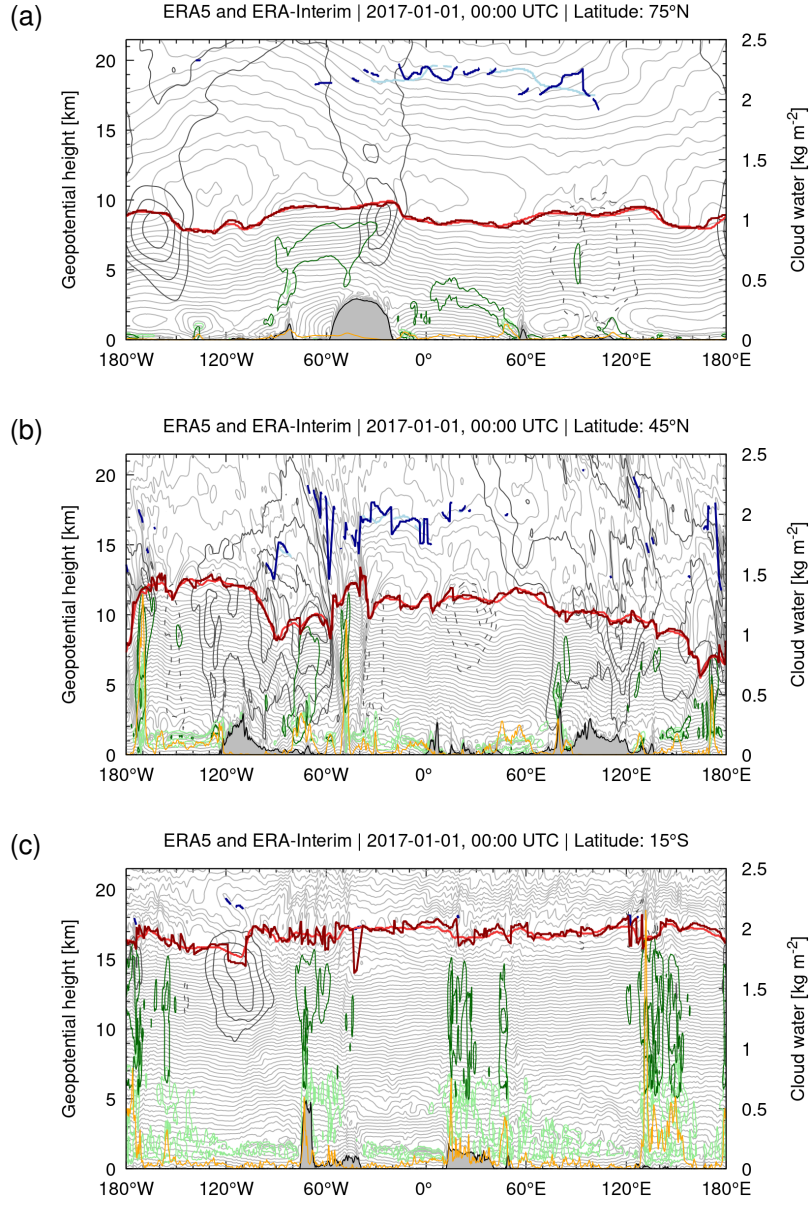 (a)
ERA5 and ERA-Interim | 2017-01-01, 00:00 UTC | Latitude: 75°N
Geopotential height [km]
20
15
10
5
0
2.5
2
1.5
1
0.5
0
Cloud water [kg m-2]
180°W 120°W 60°W 0° 60°E 120°E 180°E
(b)
ERA5 and ERA-Interim | 2017-01-01, 00:00 UTC | Latitude: 45°N
Geopotential height [km]
20
15
10
5
0
2.5
2
1.5
1
0.5
0
Cloud water [kg m-2]
180°W 120°W 60°W 0° 60°E 120°E 180°E
(c)
ERA5 and ERA-Interim | 2017-01-01, 00:00 UTC | Latitude: 15°S
Geopotential height [km]
20
15
10
5
0
2.5
2
1.5
1
0.5
0
Cloud water [kg m-2]
180°W 120°W 60°W 0° 60°E 120°E 180°E